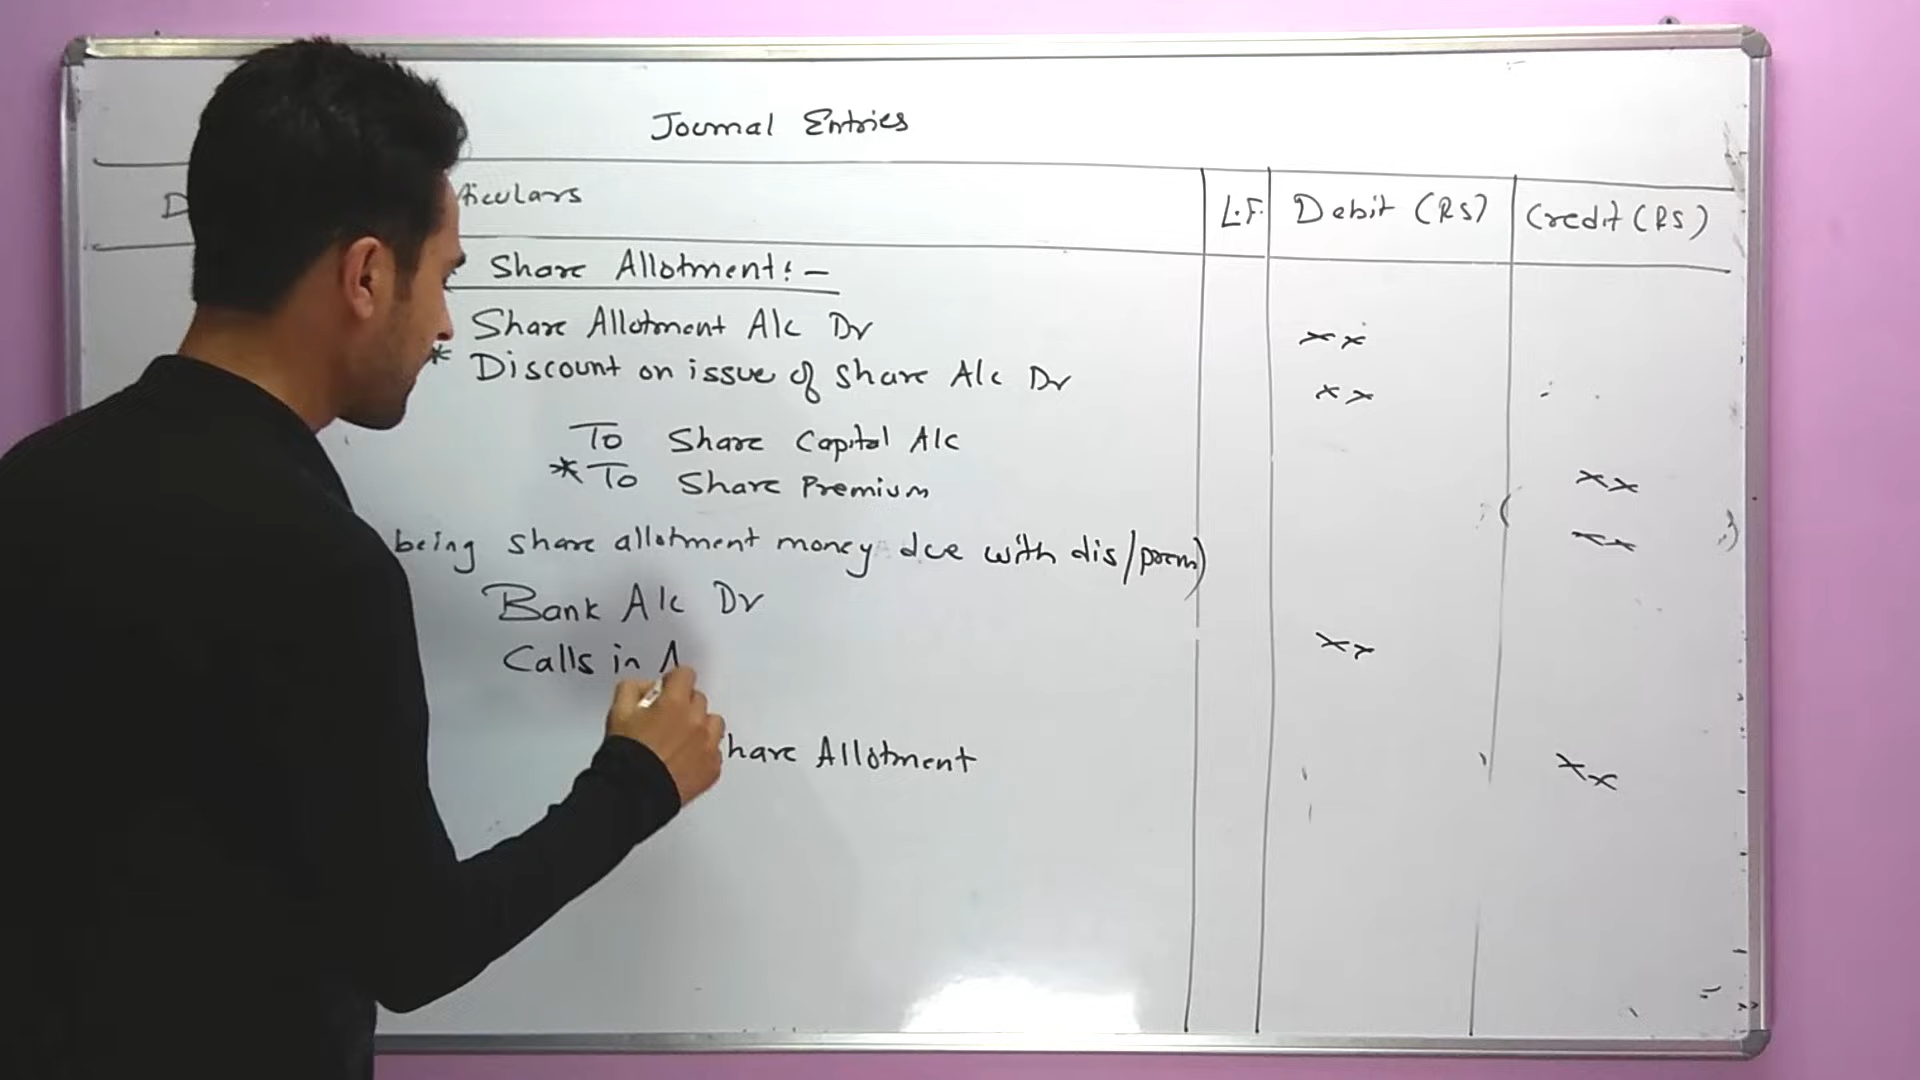 Journal Entries
D ticulars L.F. Debit (RS) Credit (RS)
Share Allotment :-
Share Allotment A/c Dr xx
* Discount on issue of share A/c Dr xx
To Share Capital A/c xx
* To Share Premium xx
being share allotment money due with dis/prem)
Bank A/c Dr xx
Calls in A
hare Allotment xx